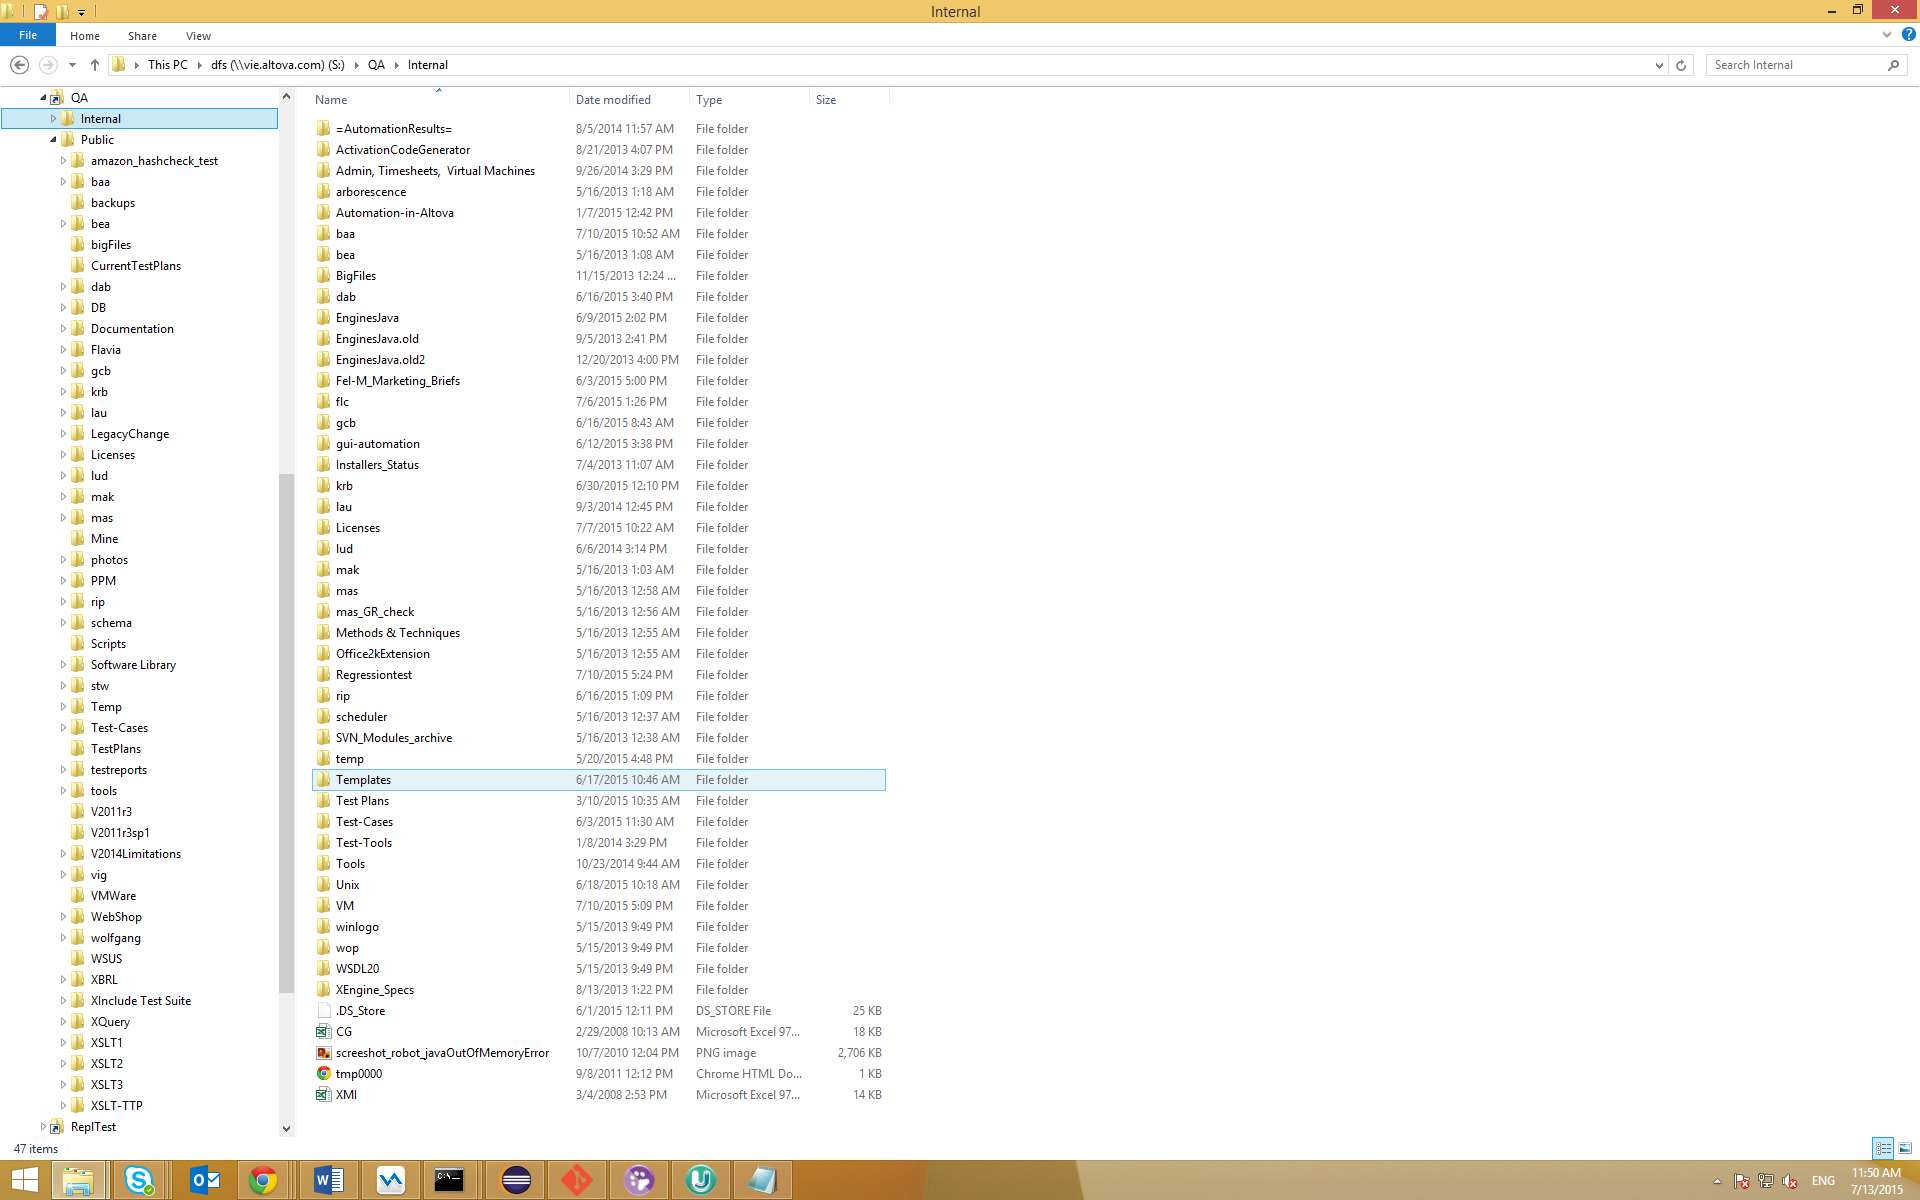 Internal
File Home Share View
This PC dfs (\\vie.altova.com) (S:) QA Internal Search Internal
QA
Internal
Public
amazon_hashcheck_test
baa
backups
bea
bigFiles
CurrentTestPlans
dab
DB
Documentation
Flavia
gcb
krb
lau
LegacyChange
Licenses
lud
mak
mas
Mine
photos
PPM
rip
schema
Scripts
Software Library
stw
Temp
Test-Cases
TestPlans
testreports
tools
V2011r3
V2011r3sp1
V2014Limitations
vig
VMWare
WebShop
wolfgang
WSUS
XBRL
XInclude Test Suite
XQuery
XSLT1
XSLT2
XSLT3
XSLT-TTP
ReplTest
Name Date modified Type Size
=AutomationResults= 8/5/2014 11:57 AM File folder
ActivationCodeGenerator 8/21/2013 4:07 PM File folder
Admin, Timesheets,  Virtual Machines 9/26/2014 3:29 PM File folder
arborescence 5/16/2013 1:18 AM File folder
Automation-in-Altova 1/7/2015 12:42 PM File folder
baa 7/10/2015 10:52 AM File folder
bea 5/16/2013 1:08 AM File folder
BigFiles 11/15/2013 12:24 ... File folder
dab 6/16/2015 3:40 PM File folder
EnginesJava 6/9/2015 2:02 PM File folder
EnginesJava.old 9/5/2013 2:41 PM File folder
EnginesJava.old2 12/20/2013 4:00 PM File folder
Fel-M_Marketing_Briefs 6/3/2015 5:00 PM File folder
flc 7/6/2015 1:26 PM File folder
gcb 6/16/2015 8:43 AM File folder
gui-automation 6/12/2015 3:38 PM File folder
Installers_Status 7/4/2013 11:07 AM File folder
krb 6/30/2015 12:10 PM File folder
lau 9/3/2014 12:45 PM File folder
Licenses 7/7/2015 10:22 AM File folder
lud 6/6/2014 3:14 PM File folder
mak 5/16/2013 1:03 AM File folder
mas 5/16/2013 12:58 AM File folder
mas_GR_check 5/16/2013 12:56 AM File folder
Methods & Techniques 5/16/2013 12:55 AM File folder
Office2kExtension 5/16/2013 12:55 AM File folder
Regressiontest 7/10/2015 5:24 PM File folder
rip 6/16/2015 1:09 PM File folder
scheduler 5/16/2013 12:37 AM File folder
SVN_Modules_archive 5/16/2013 12:38 AM File folder
temp 5/20/2015 4:48 PM File folder
Templates 6/17/2015 10:46 AM File folder
Test Plans 3/10/2015 10:35 AM File folder
Test-Cases 6/3/2015 11:30 AM File folder
Test-Tools 1/8/2014 3:29 PM File folder
Tools 10/23/2014 9:44 AM File folder
Unix 6/18/2015 10:18 AM File folder
VM 7/10/2015 5:09 PM File folder
winlogo 5/15/2013 9:49 PM File folder
wop 5/15/2013 9:49 PM File folder
WSDL20 5/15/2013 9:49 PM File folder
XEngine_Specs 8/13/2013 1:22 PM File folder
.DS_Store 6/1/2015 12:11 PM DS_STORE File 25 KB
CG 2/29/2008 10:13 AM Microsoft Excel 97... 18 KB
screeshot_robot_javaOutOfMemoryError 10/7/2010 12:04 PM PNG image 2,706 KB
tmp0000 9/8/2011 12:12 PM Chrome HTML Do... 1 KB
XMI 3/4/2008 2:53 PM Microsoft Excel 97... 14 KB
47 items
ENG 11:50 AM
7/13/2015